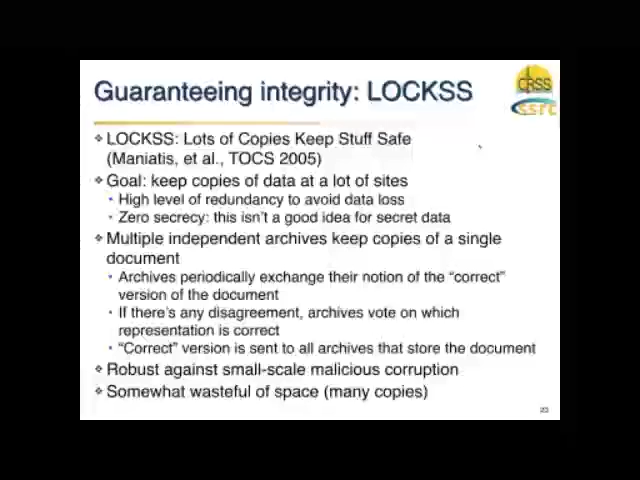 Guaranteeing integrity: LOCKSS
CRSS
ssrc
❖ LOCKSS: Lots of Copies Keep Stuff Safe
(Maniatis, et al., TOCS 2005)
❖ Goal: keep copies of data at a lot of sites
• High level of redundancy to avoid data loss
• Zero secrecy: this isn't a good idea for secret data
❖ Multiple independent archives keep copies of a single
document
• Archives periodically exchange their notion of the "correct"
version of the document
• If there's any disagreement, archives vote on which
representation is correct
• "Correct" version is sent to all archives that store the document
❖ Robust against small-scale malicious corruption
❖ Somewhat wasteful of space (many copies)